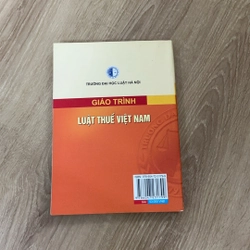 TRƯỜNG ĐẠI HỌC LUẬT HÀ NỘI
GIÁO TRÌNH
LUẬT THUẾ VIỆT NAM